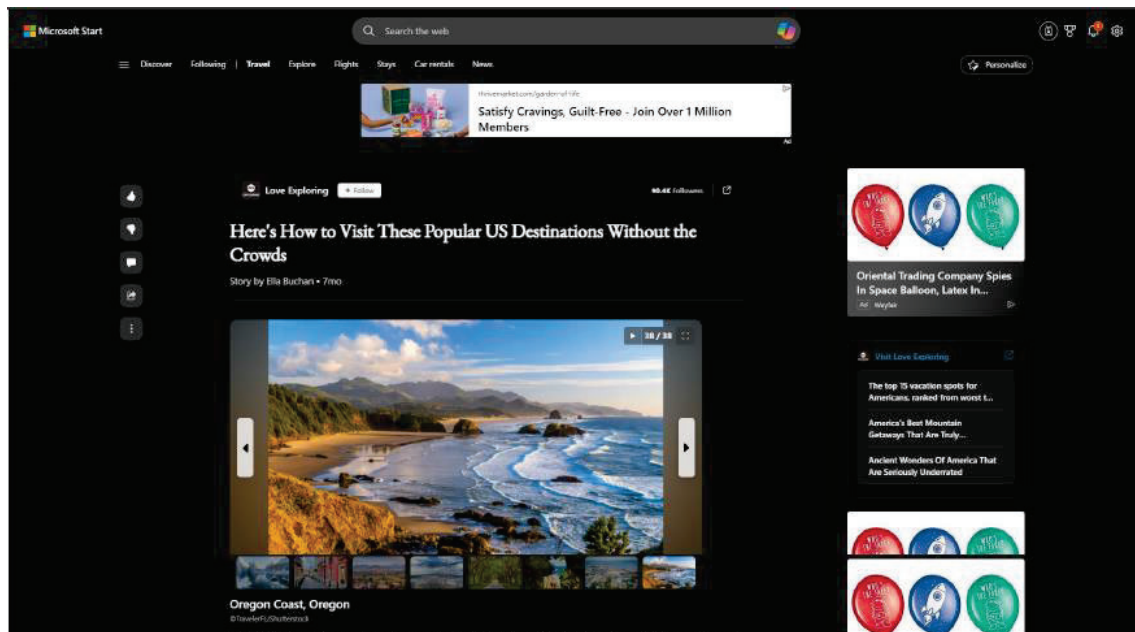 Microsoft Start
Search the web
Discover Following | Travel Explore Flights Stays Car rentals News
Personalize
thrivemarket.com/garden-of-life
Satisfy Cravings, Guilt-Free - Join Over 1 Million
Members
Ad
Love Exploring + Follow
90.4K Followers
Here's How to Visit These Popular US Destinations Without the
Crowds
Story by Ella Buchan • 7mo
38 / 38
Oregon Coast, Oregon
©TravelerFL/Shutterstock
Oriental Trading Company Spies
In Space Balloon, Latex In...
Ad Wayfair
Visit Love Exploring
The top 15 vacation spots for
Americans, ranked from worst t...
America's Best Mountain
Getaways That Are Truly...
Ancient Wonders Of America That
Are Seriously Underrated